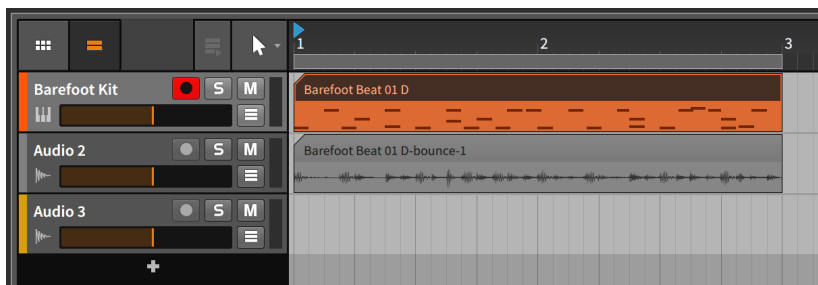 1 2 3
Barefoot Kit S M
Barefoot Beat 01 D
Audio 2 S M
Barefoot Beat 01 D-bounce-1
Audio 3 S M